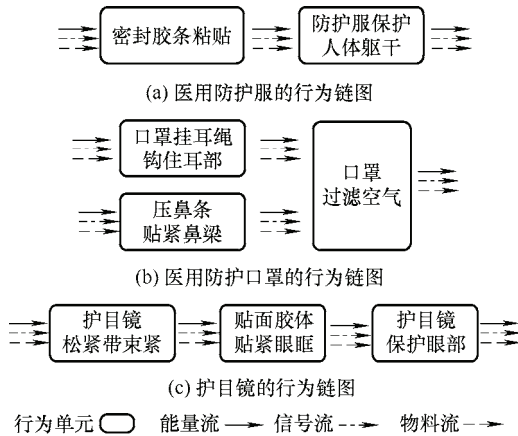 密封胶条粘贴
防护服保护
人体躯干
(a) 医用防护服的行为链图
口罩挂耳绳
钩住耳部
口罩
过滤空气
压鼻条
贴紧鼻梁
(b) 医用防护口罩的行为链图
护目镜
松紧带束紧
贴面胶体
贴紧眼眶
护目镜
保护眼部
(c) 护目镜的行为链图
行为单元 能量流 信号流 物料流